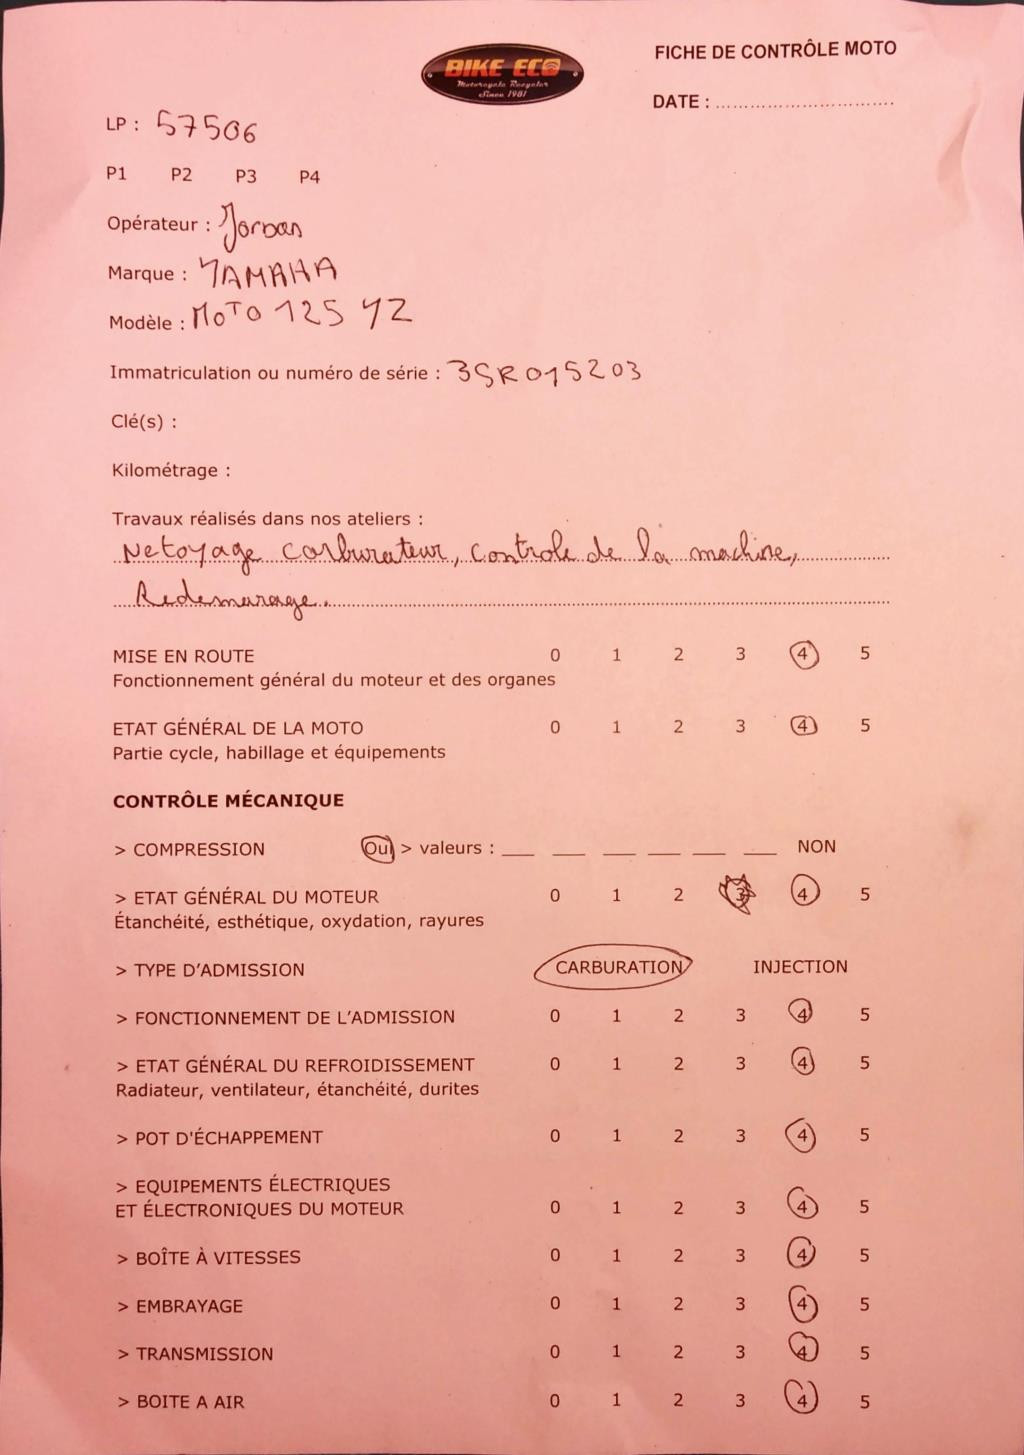 BIKE ECO
Motorcycle Recycler
Since 1981
FICHE DE CONTRÔLE MOTO
DATE : ...............................
LP : 57506
P1 P2 P3 P4
Opérateur : Jordan
Marque : YAMAHA
Modèle : MOTO 125 YZ
Immatriculation ou numéro de série : 3SR015203
Clé(s) :
Kilométrage :
Travaux réalisés dans nos ateliers :
Netoyage carburateur, controle de la machine,
Redemarage.
MISE EN ROUTE 0 1 2 3 4 5
Fonctionnement général du moteur et des organes
ETAT GÉNÉRAL DE LA MOTO 0 1 2 3 4 5
Partie cycle, habillage et équipements
CONTRÔLE MÉCANIQUE
> COMPRESSION Oui > valeurs : __ __ __ __ __ __ NON
> ETAT GÉNÉRAL DU MOTEUR 0 1 2 3 4 5
Étanchéité, esthétique, oxydation, rayures
> TYPE D'ADMISSION CARBURATION INJECTION
> FONCTIONNEMENT DE L'ADMISSION 0 1 2 3 4 5
> ETAT GÉNÉRAL DU REFROIDISSEMENT 0 1 2 3 4 5
Radiateur, ventilateur, étanchéité, durites
> POT D'ÉCHAPPEMENT 0 1 2 3 4 5
> EQUIPEMENTS ÉLECTRIQUES
ET ÉLECTRONIQUES DU MOTEUR 0 1 2 3 4 5
> BOÎTE À VITESSES 0 1 2 3 4 5
> EMBRAYAGE 0 1 2 3 4 5
> TRANSMISSION 0 1 2 3 4 5
> BOITE A AIR 0 1 2 3 4 5